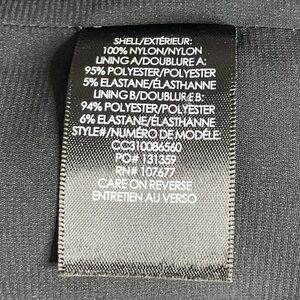 SHELL/EXTÉRIEUR:
100% NYLON/NYLON
LINING A/DOUBLURE A:
95% POLYESTER/POLYESTER
5% ELASTANE/ÉLASTHANNE
LINING B/DOUBLURE B:
94% POLYESTER/POLYESTER
6% ELASTANE/ÉLASTHANNE
STYLE#/NUMÉRO DE MODÈLE:
CC310086560
PO# 131359
RN# 107677
CARE ON REVERSE
ENTRETIEN AU VERSO